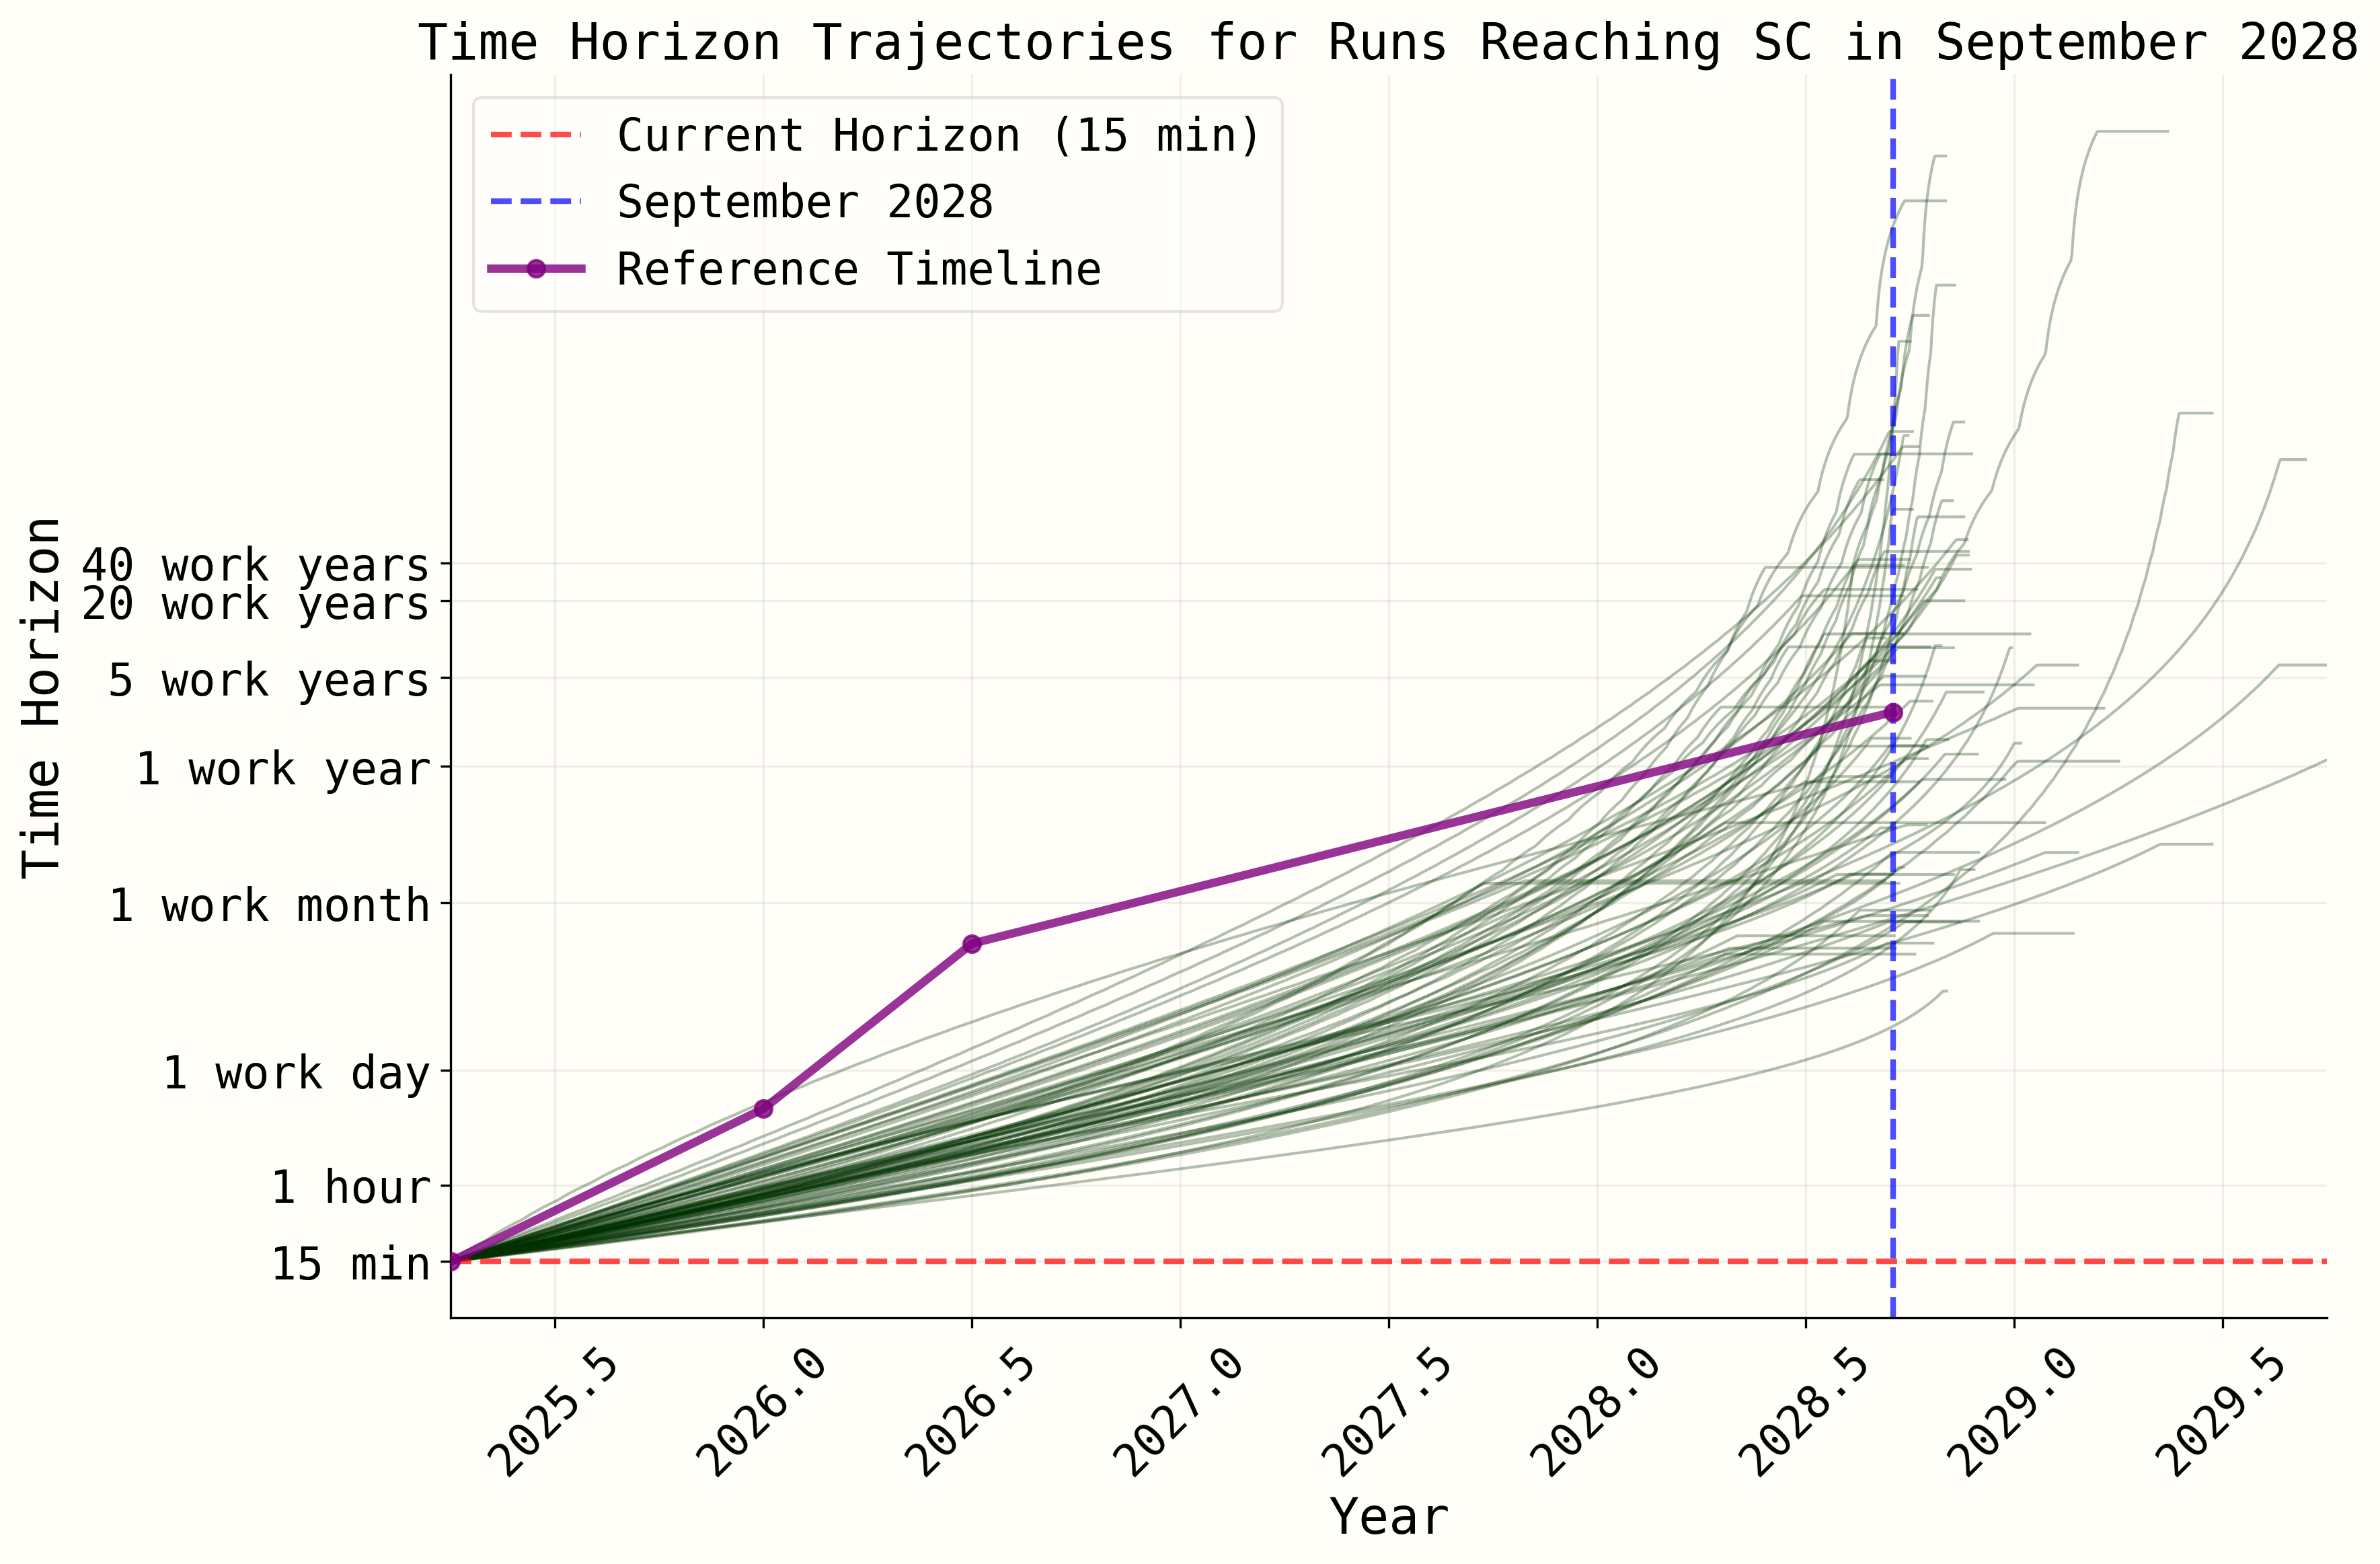 Time Horizon Trajectories for Runs Reaching SC in September 2028
Current Horizon (15 min)
September 2028
Reference Timeline
Time Horizon
40 work years
20 work years
5 work years
1 work year
1 work month
1 work day
1 hour
15 min
2025.5
2026.0
2026.5
2027.0
2027.5
2028.0
2028.5
2029.0
2029.5
Year